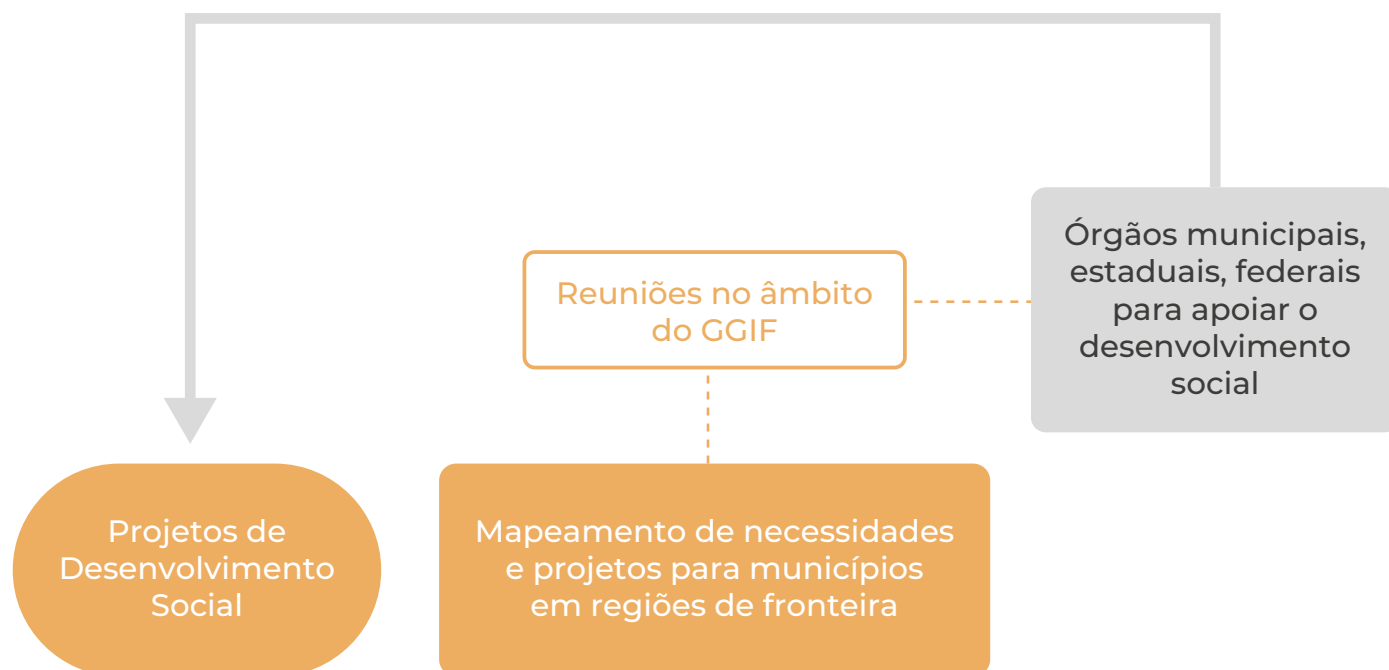 Órgãos municipais,
estaduais, federais
para apoiar o
desenvolvimento
social
Reuniões no âmbito
do GGIF
Projetos de
Desenvolvimento
Social
Mapeamento de necessidades
e projetos para municípios
em regiões de fronteira